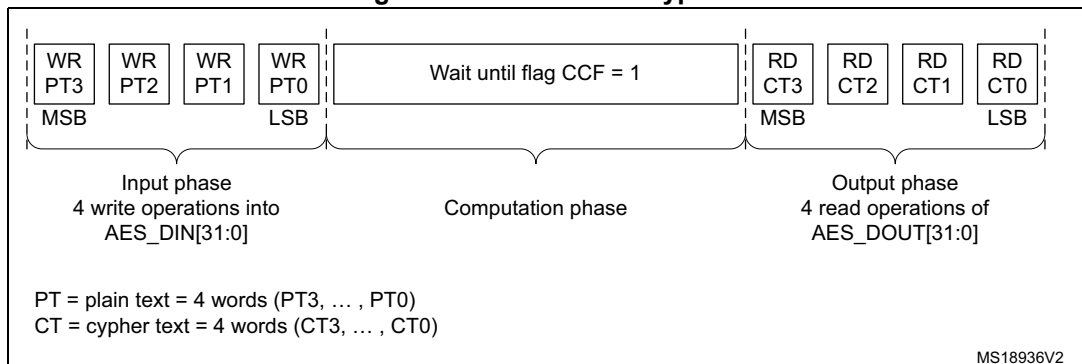 WR PT3
WR PT2
WR PT1
WR PT0
MSB
LSB
Wait until flag CCF = 1
RD CT3
RD CT2
RD CT1
RD CT0
MSB
LSB
Input phase
4 write operations into
AES_DIN[31:0]
Computation phase
Output phase
4 read operations of
AES_DOUT[31:0]
PT = plain text = 4 words (PT3, … , PT0)
CT = cypher text = 4 words (CT3, … , CT0)
MS18936V2